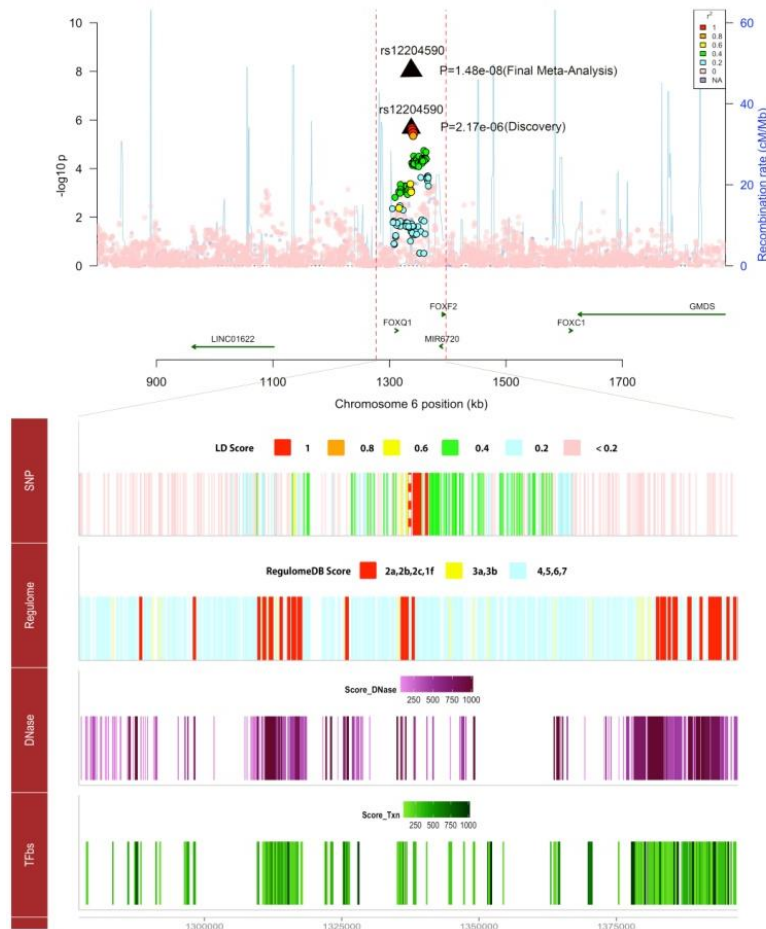 10
8
6
4
2
0
-log10 p
60
40
20
0
Recombination rate (cM/Mb)
r²
1
0.8
0.6
0.4
0.2
0
NA
rs12204590
P=1.48e-08(Final Meta-Analysis)
rs12204590
P=2.17e-06(Discovery)
FOXF2
GMDS
FOXQ1
FOXC1
LINC01622
MIR6720
900 1100 1300 1500 1700
Chromosome 6 position (kb)
SNP
LD Score 1 0.8 0.6 0.4 0.2 < 0.2
Regulome
RegulomeDB Score 2a,2b,2c,1f 3a,3b 4,5,6,7
DNase
Score_DNase
250 500 750 1000
TFbs
Score_Txn
250 500 750 1000
1300000 1325000 1350000 1375000